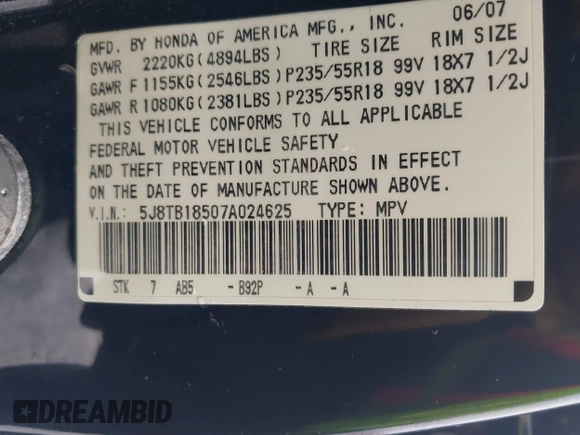 MFD. BY HONDA OF AMERICA MFG., INC. 06/07
GVWR 2220KG(4894LBS) TIRE SIZE RIM SIZE
GAWR F 1155KG(2546LBS) P235/55R18 99V 18X7 1/2J
GAWR R 1080KG(2381LBS) P235/55R18 99V 18X7 1/2J
THIS VEHICLE CONFORMS TO ALL APPLICABLE
FEDERAL MOTOR VEHICLE SAFETY
AND THEFT PREVENTION STANDARDS IN EFFECT
ON THE DATE OF MANUFACTURE SHOWN ABOVE.
V.I.N.: 5J8TB18507A024625 TYPE: MPV
STK 7 AB5 -B92P -A -A
DREAMBID